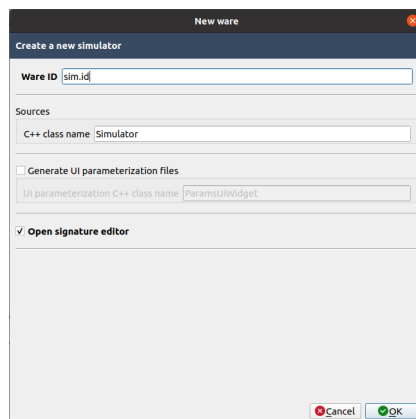 New ware
Create a new simulator
Ware ID sim.id
Sources
C++ class name Simulator
Generate UI parameterization files
UI parameterization C++ class name ParamsUiWidget
Open signature editor
Cancel OK